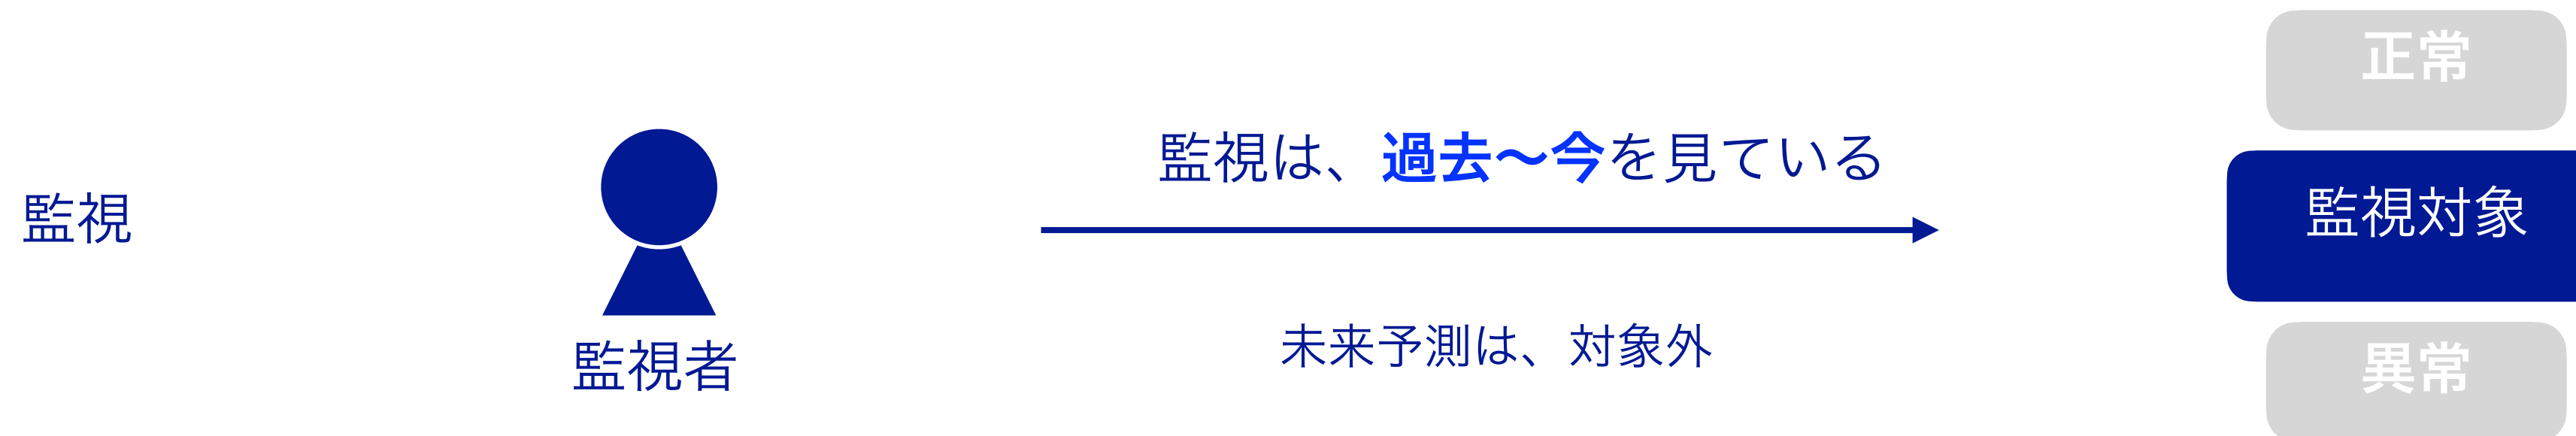 監視
監視者
監視は、過去〜今を見ている
未来予測は、対象外
正常
監視対象
異常